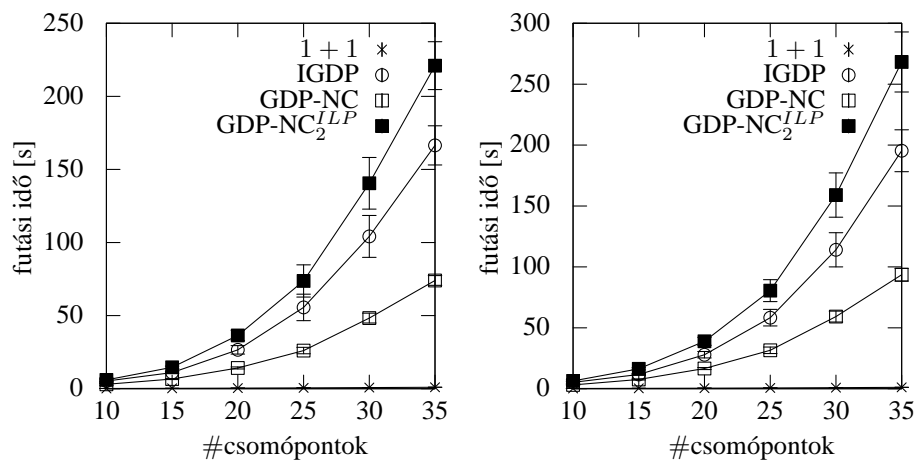 250
200
150
100
50
0
futási idő [s]
10 15 20 25 30 35
#csomópontok
1 + 1
IGDP
GDP-NC
GDP-NC$_2^{ILP}$
300
250
200
150
100
50
0
futási idő [s]
10 15 20 25 30 35
#csomópontok
1 + 1
IGDP
GDP-NC
GDP-NC$_2^{ILP}$